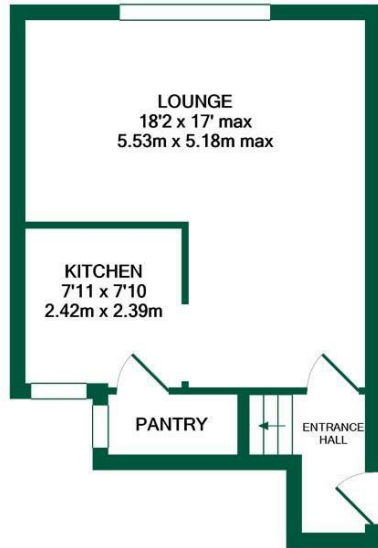 LOUNGE
18'2 x 17' max
5.53m x 5.18m max
KITCHEN
7'11 x 7'10
2.42m x 2.39m
PANTRY
ENTRANCE
HALL